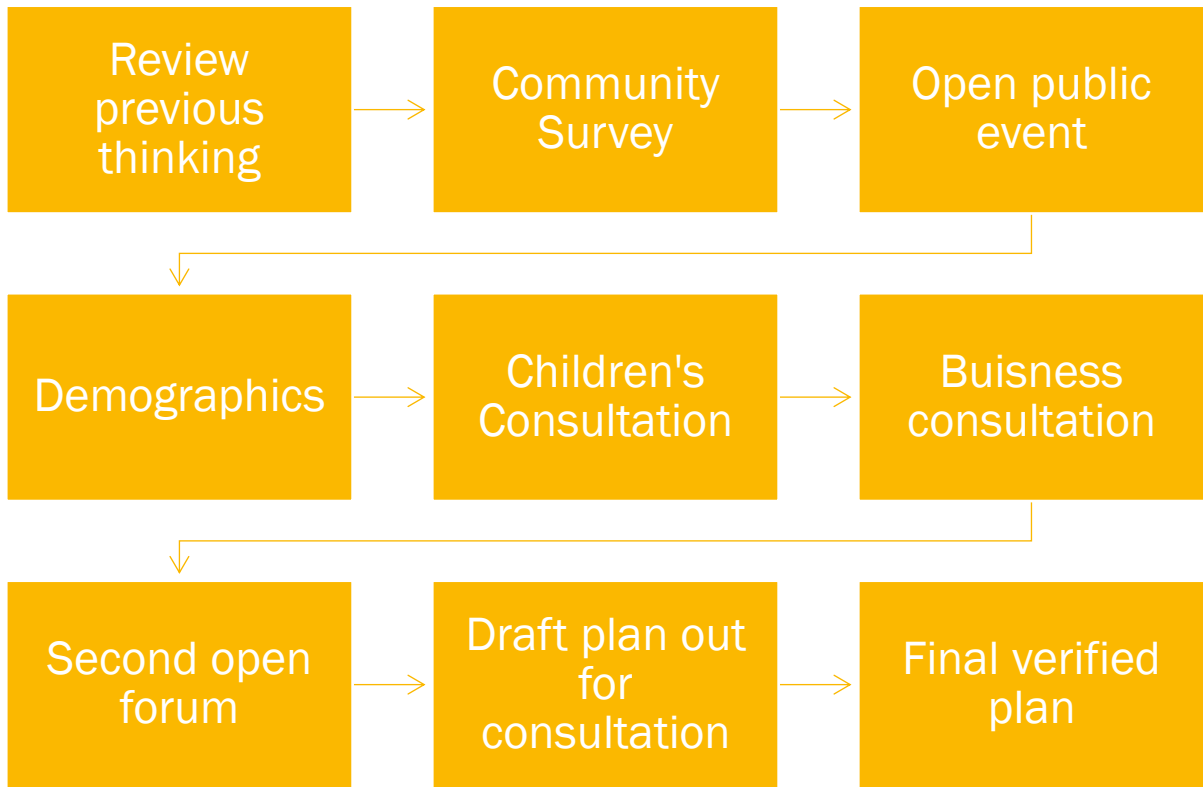 Review
previous
thinking
Community
Survey
Open public
event
Demographics
Children's
Consultation
Buisness
consultation
Second open
forum
Draft plan out
for
consultation
Final verified
plan